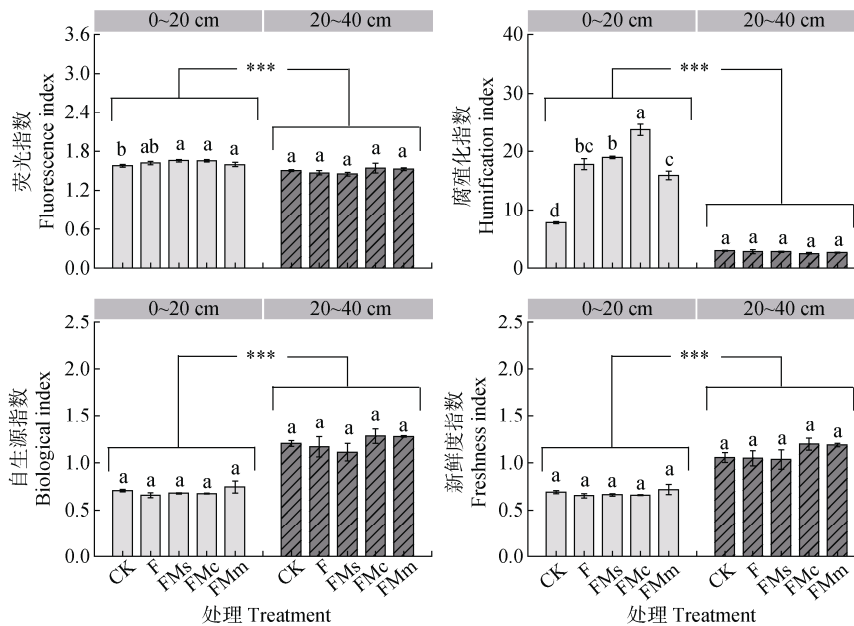 0~20 cm 20~40 cm
3.6
3.0
2.4
1.8
1.2
0.6
0.0
荧光指数
Fluorescence index
***
b ab a a a
a a a a a
0~20 cm 20~40 cm
40
30
20
10
0
腐殖化指数
Humification index
***
d bc b a c
a a a a a
0~20 cm 20~40 cm
2.5
2.0
1.5
1.0
0.5
0.0
自生源指数
Biological index
***
a a a a a
a a a a a
CK F FMs FMc FMm CK F FMs FMc FMm
处理 Treatment
0~20 cm 20~40 cm
2.5
2.0
1.5
1.0
0.5
0.0
新鲜度指数
Freshness index
***
a a a a a
a a a a a
CK F FMs FMc FMm CK F FMs FMc FMm
处理 Treatment